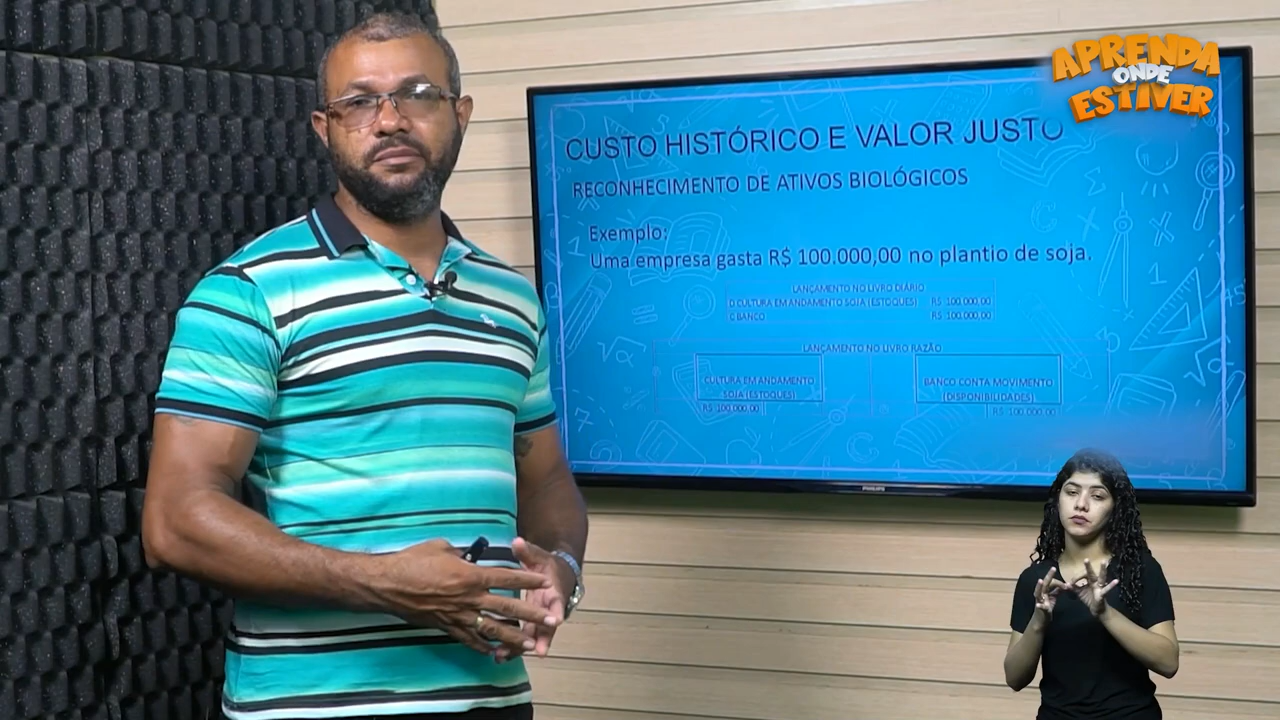 APRENDA
ONDE
ESTIVER
CUSTO HISTÓRICO E VALOR JUSTO
RECONHECIMENTO DE ATIVOS BIOLÓGICOS
Exemplo:
Uma empresa gasta R$ 100.000,00 no plantio de soja.
LANÇAMENTO NO LIVRO DIÁRIO
D CULTURA EM ANDAMENTO SOJA (ESTOQUES) R$ 100.000,00
C BANCO R$ 100.000,00
LANÇAMENTO NO LIVRO RAZÃO
CULTURA EM ANDAMENTO BANCO CONTA MOVIMENTO
SOJA (ESTOQUES) (DISPONIBILIDADES)
R$ 100.000,00 R$ 100.000,00
PHILIPS